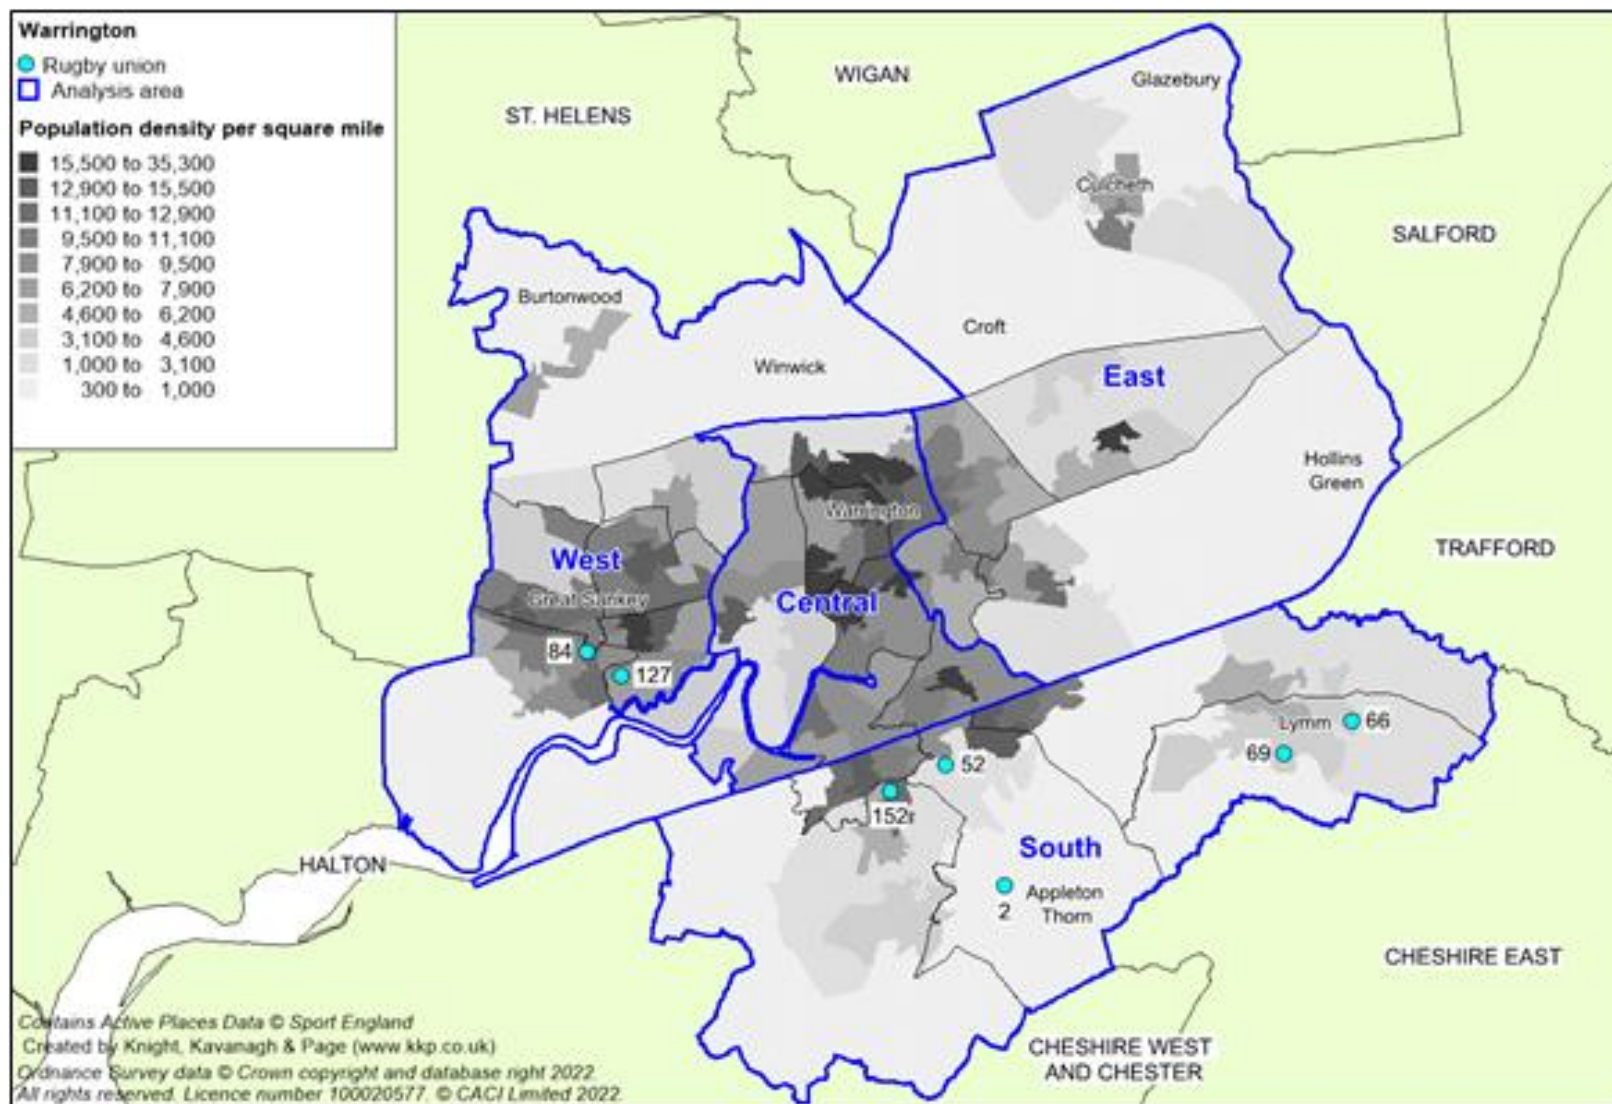 Warrington
Rugby union
Analysis area
Population density per square mile
15,500 to 35,300
12,900 to 15,500
11,100 to 12,900
9,500 to 11,100
7,900 to 9,500
6,200 to 7,900
4,600 to 6,200
3,100 to 4,600
1,000 to 3,100
300 to 1,000
WIGAN
Glazebury
ST. HELENS
Culcheth
SALFORD
Burtonwood
Croft
Winwick
East
Hollins
Green
Warrington
TRAFFORD
West
Great Sankey
Central
84
127
Lymm
66
69
52
152
South
HALTON
Appleton
Thorn
2
CHESHIRE EAST
CHESHIRE WEST
AND CHESTER
Contains Active Places Data © Sport England
Created by Knight, Kavanagh & Page (www.kkp.co.uk)
Ordnance Survey data © Crown copyright and database right 2022.
All rights reserved. Licence number 100020577. © CACI Limited 2022.